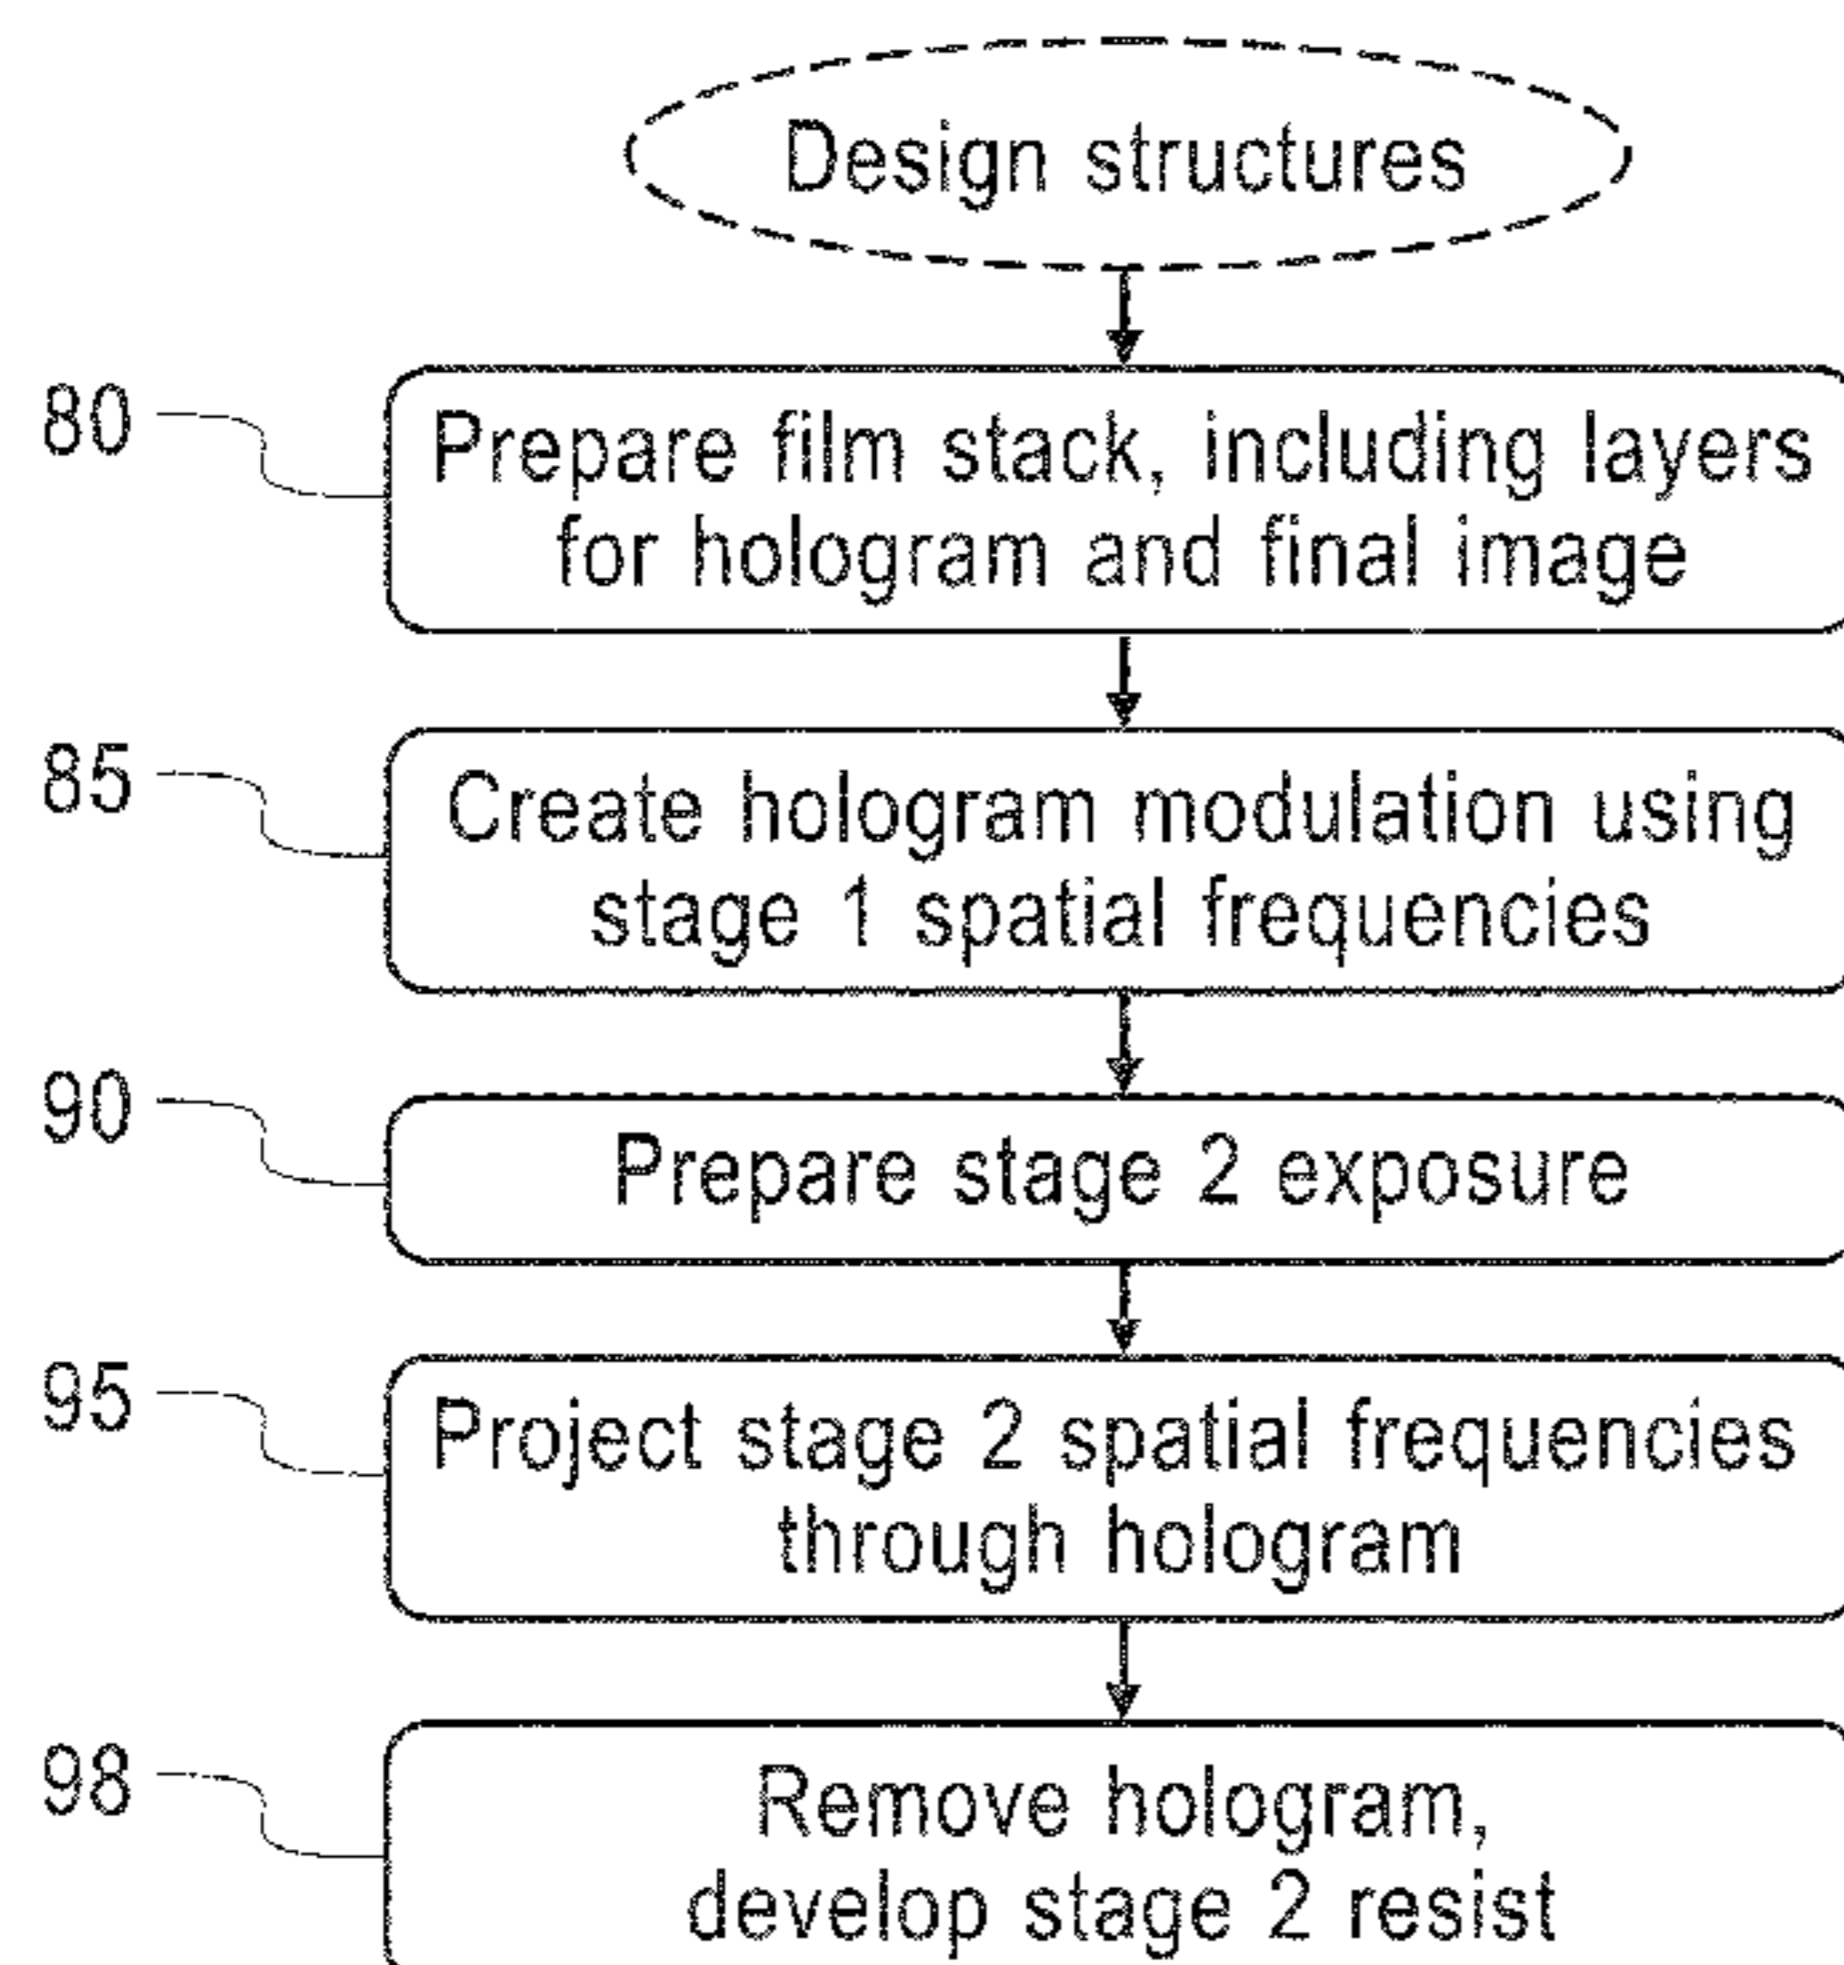 Design structures
80
Prepare film stack, including layers
for hologram and final image
85
Create hologram modulation using
stage 1 spatial frequencies
90
Prepare stage 2 exposure
95
Project stage 2 spatial frequencies
through hologram
98
Remove hologram,
develop stage 2 resist